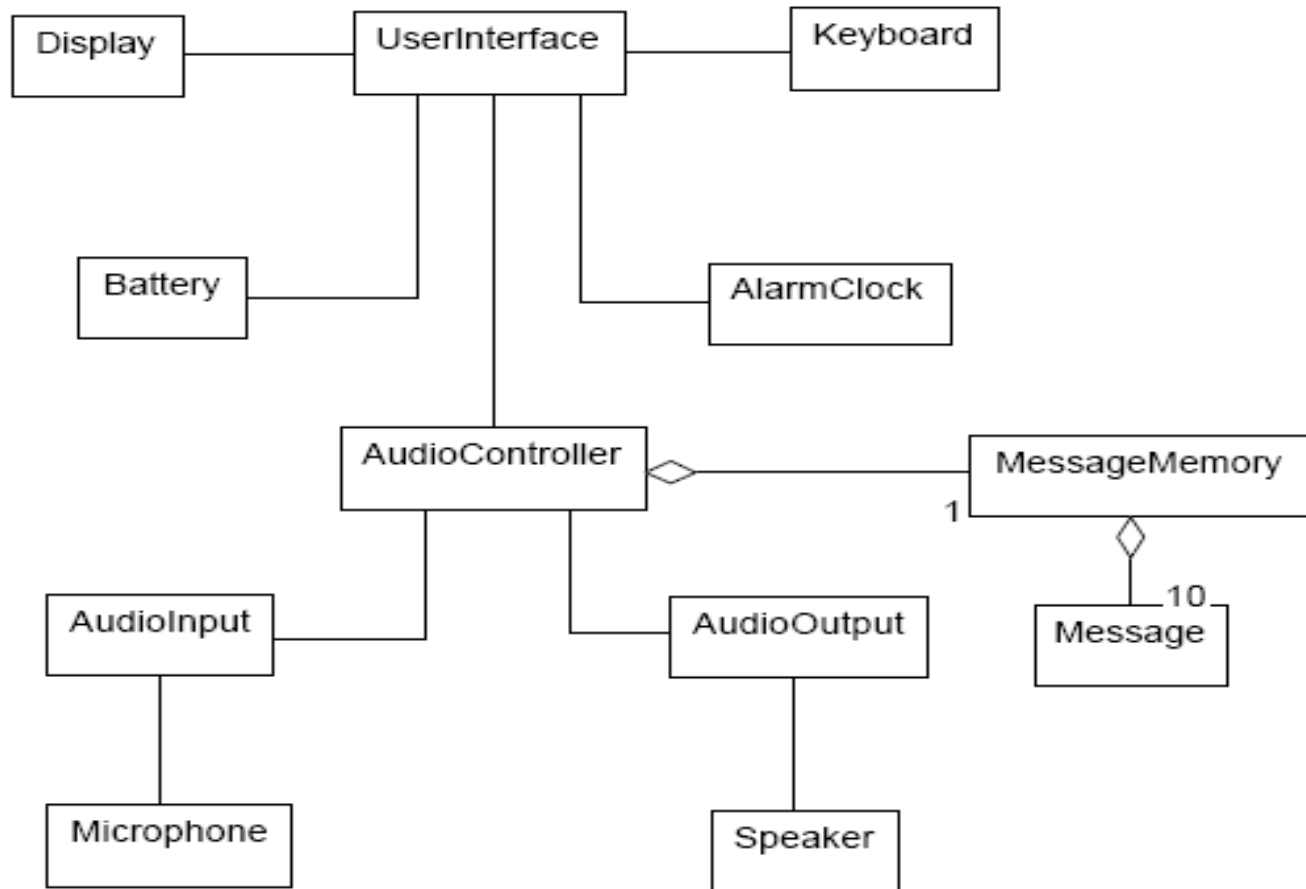 Display
UserInterface
Keyboard
Battery
AlarmClock
AudioController
MessageMemory
1
10
AudioInput
AudioOutput
Message
Microphone
Speaker